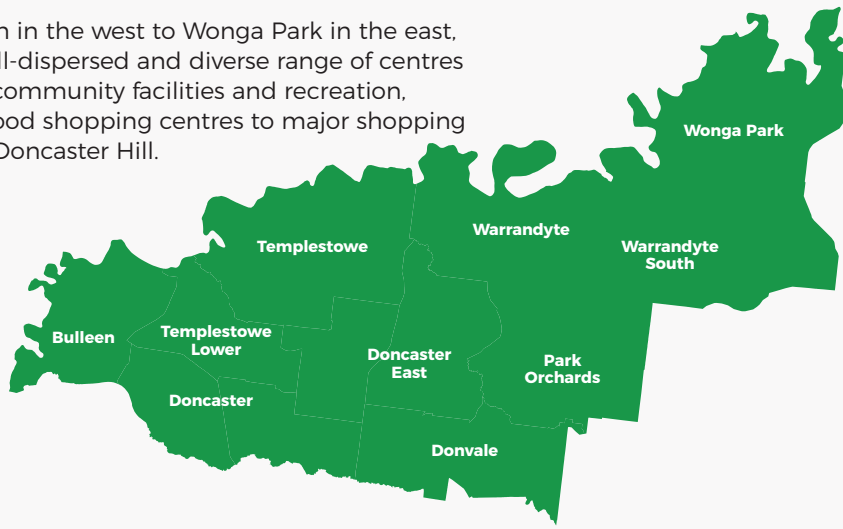 in the west to Wonga Park in the east,
-dispersed and diverse range of centres
community facilities and recreation,
shopping centres to major shopping
Doncaster Hill.
Wonga Park
Warrandyte
Templestowe
Warrandyte
South
Bulleen
Templestowe
Lower
Doncaster
East
Park
Orchards
Doncaster
Donvale